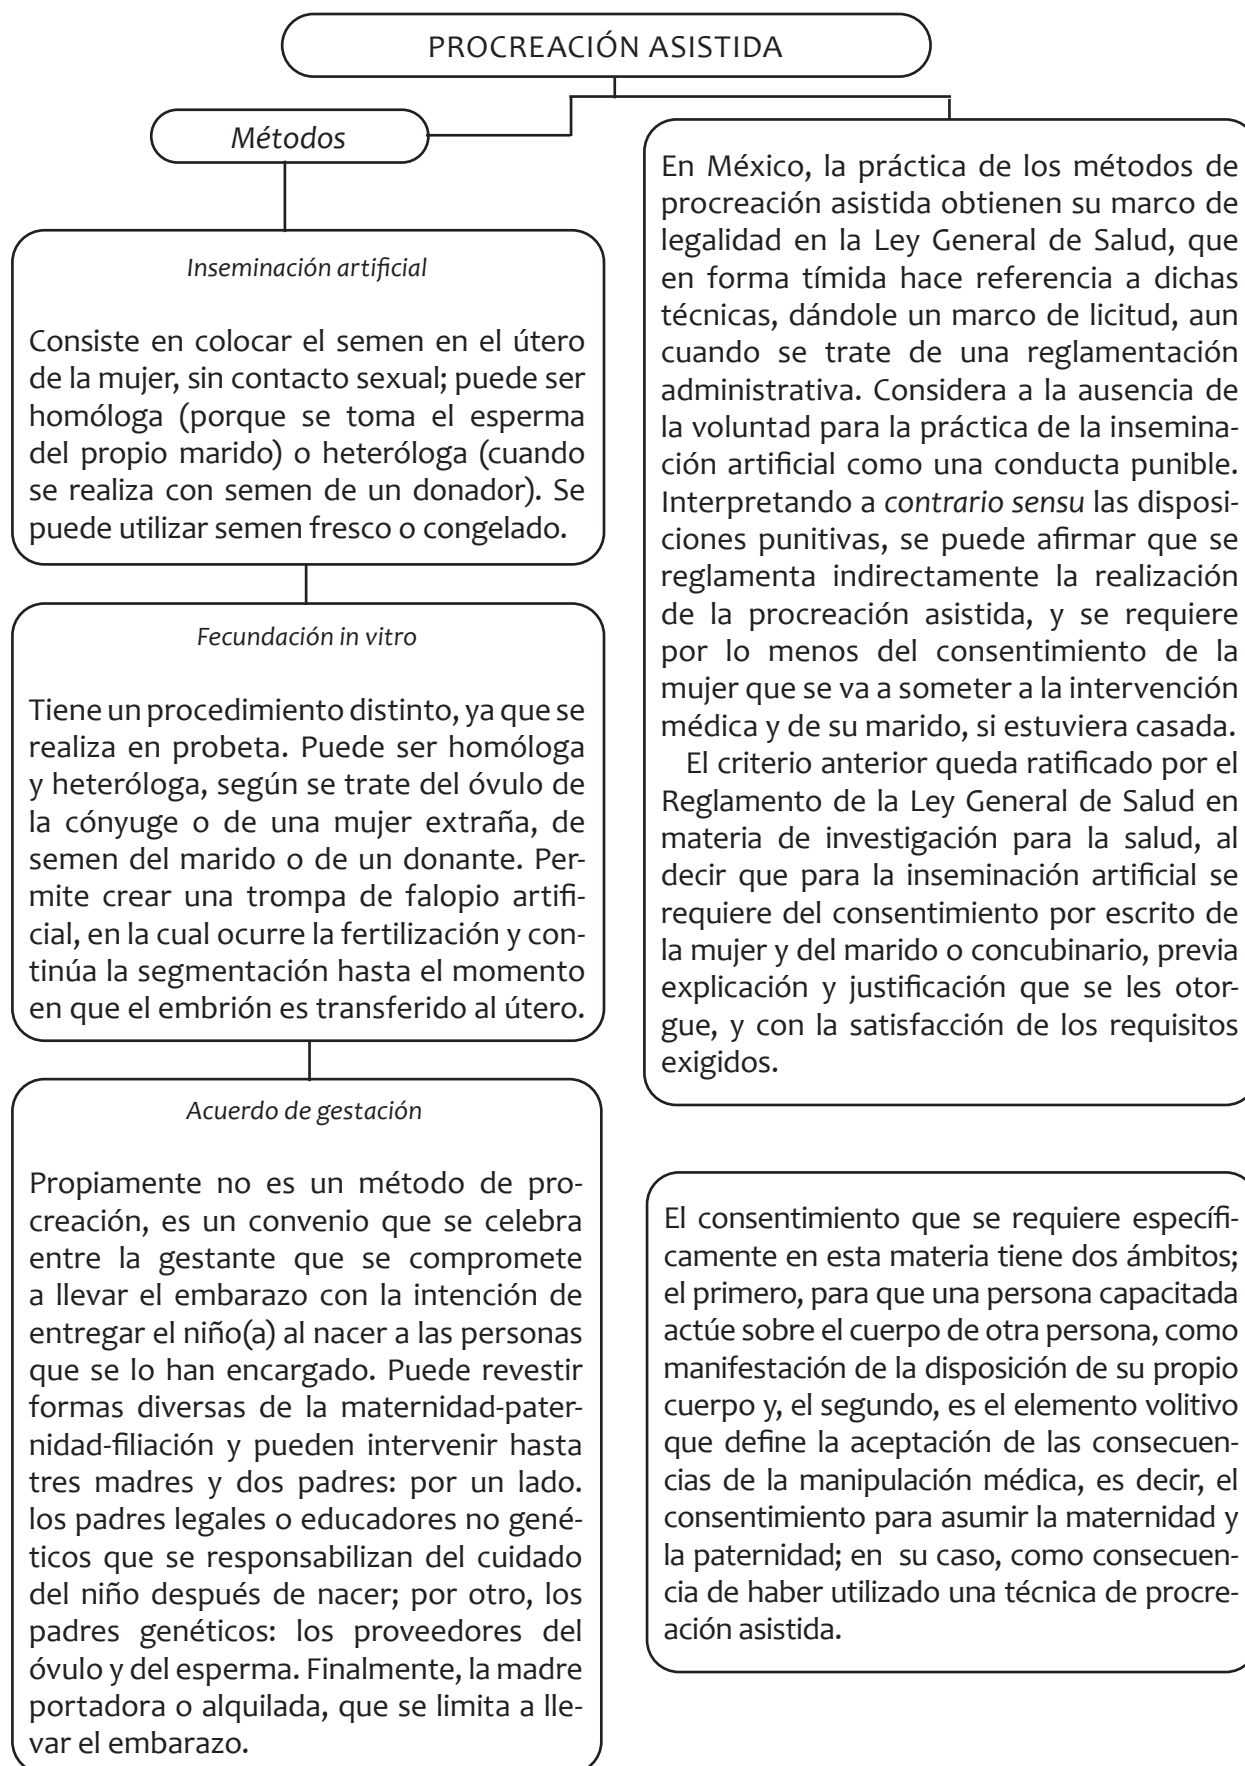 PROCREACIÓN ASISTIDA
Métodos
Inseminación artificial
Consiste en colocar el semen en el útero
de la mujer, sin contacto sexual; puede ser
homóloga (porque se toma el esperma
del propio marido) o heteróloga (cuando
se realiza con semen de un donador). Se
puede utilizar semen fresco o congelado.
Fecundación in vitro
Tiene un procedimiento distinto, ya que se
realiza en probeta. Puede ser homóloga
y heteróloga, según se trate del óvulo de
la cónyuge o de una mujer extraña, de
semen del marido o de un donante. Per-
mite crear una trompa de falopio artifi-
cial, en la cual ocurre la fertilización y con-
tinúa la segmentación hasta el momento
en que el embrión es transferido al útero.
Acuerdo de gestación
Propiamente no es un método de pro-
creación, es un convenio que se celebra
entre la gestante que se compromete
a llevar el embarazo con la intención de
entregar el niño(a) al nacer a las personas
que se lo han encargado. Puede revestir
formas diversas de la maternidad-pater-
nidad-filiación y pueden intervenir hasta
tres madres y dos padres: por un lado.
los padres legales o educadores no gené-
ticos que se responsabilizan del cuidado
del niño después de nacer; por otro, los
padres genéticos: los proveedores del
óvulo y del esperma. Finalmente, la madre
portadora o alquilada, que se limita a lle-
var el embarazo.
En México, la práctica de los métodos de
procreación asistida obtienen su marco de
legalidad en la Ley General de Salud, que
en forma tímida hace referencia a dichas
técnicas, dándole un marco de licitud, aun
cuando se trate de una reglamentación
administrativa. Considera a la ausencia de
la voluntad para la práctica de la insemina-
ción artificial como una conducta punible.
Interpretando a contrario sensu las disposi-
ciones punitivas, se puede afirmar que se
reglamenta indirectamente la realización
de la procreación asistida, y se requiere
por lo menos del consentimiento de la
mujer que se va a someter a la intervención
médica y de su marido, si estuviera casada.
El criterio anterior queda ratificado por el
Reglamento de la Ley General de Salud en
materia de investigación para la salud, al
decir que para la inseminación artificial se
requiere del consentimiento por escrito de
la mujer y del marido o concubinario, previa
explicación y justificación que se les otor-
gue, y con la satisfacción de los requisitos
exigidos.
El consentimiento que se requiere específi-
camente en esta materia tiene dos ámbitos;
el primero, para que una persona capacitada
actúe sobre el cuerpo de otra persona, como
manifestación de la disposición de su propio
cuerpo y, el segundo, es el elemento volitivo
que define la aceptación de las consecuen-
cias de la manipulación médica, es decir, el
consentimiento para asumir la maternidad y
la paternidad; en su caso, como consecuen-
cia de haber utilizado una técnica de procre-
ación asistida.